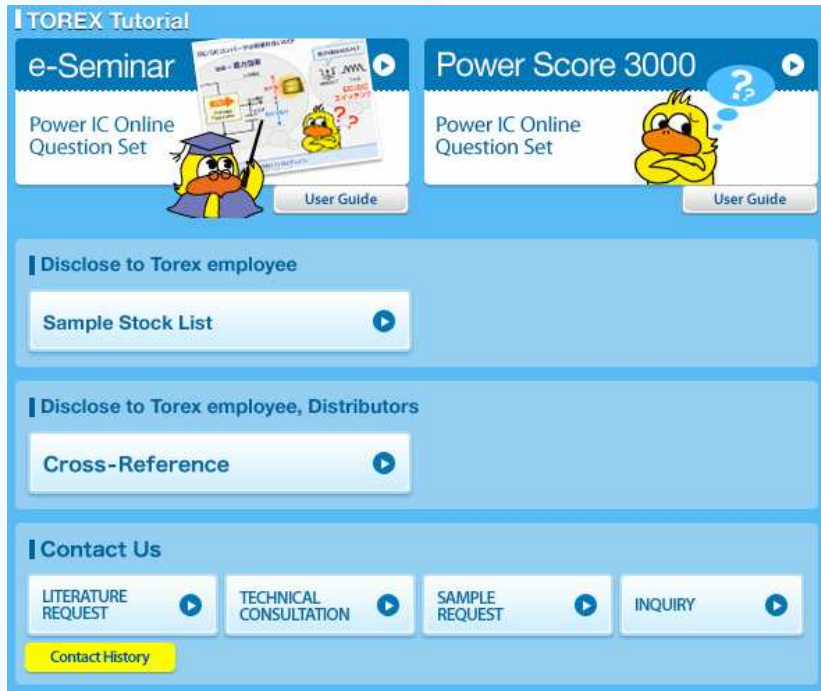 TOREX Tutorial
e-Seminar
Power IC Online
Question Set
User Guide
Power Score 3000
??
Power IC Online
Question Set
User Guide
Disclose to Torex employee
Sample Stock List
Disclose to Torex employee, Distributors
Cross-Reference
Contact Us
LITERATURE
REQUEST
TECHNICAL
CONSULTATION
SAMPLE
REQUEST
INQUIRY
Contact History